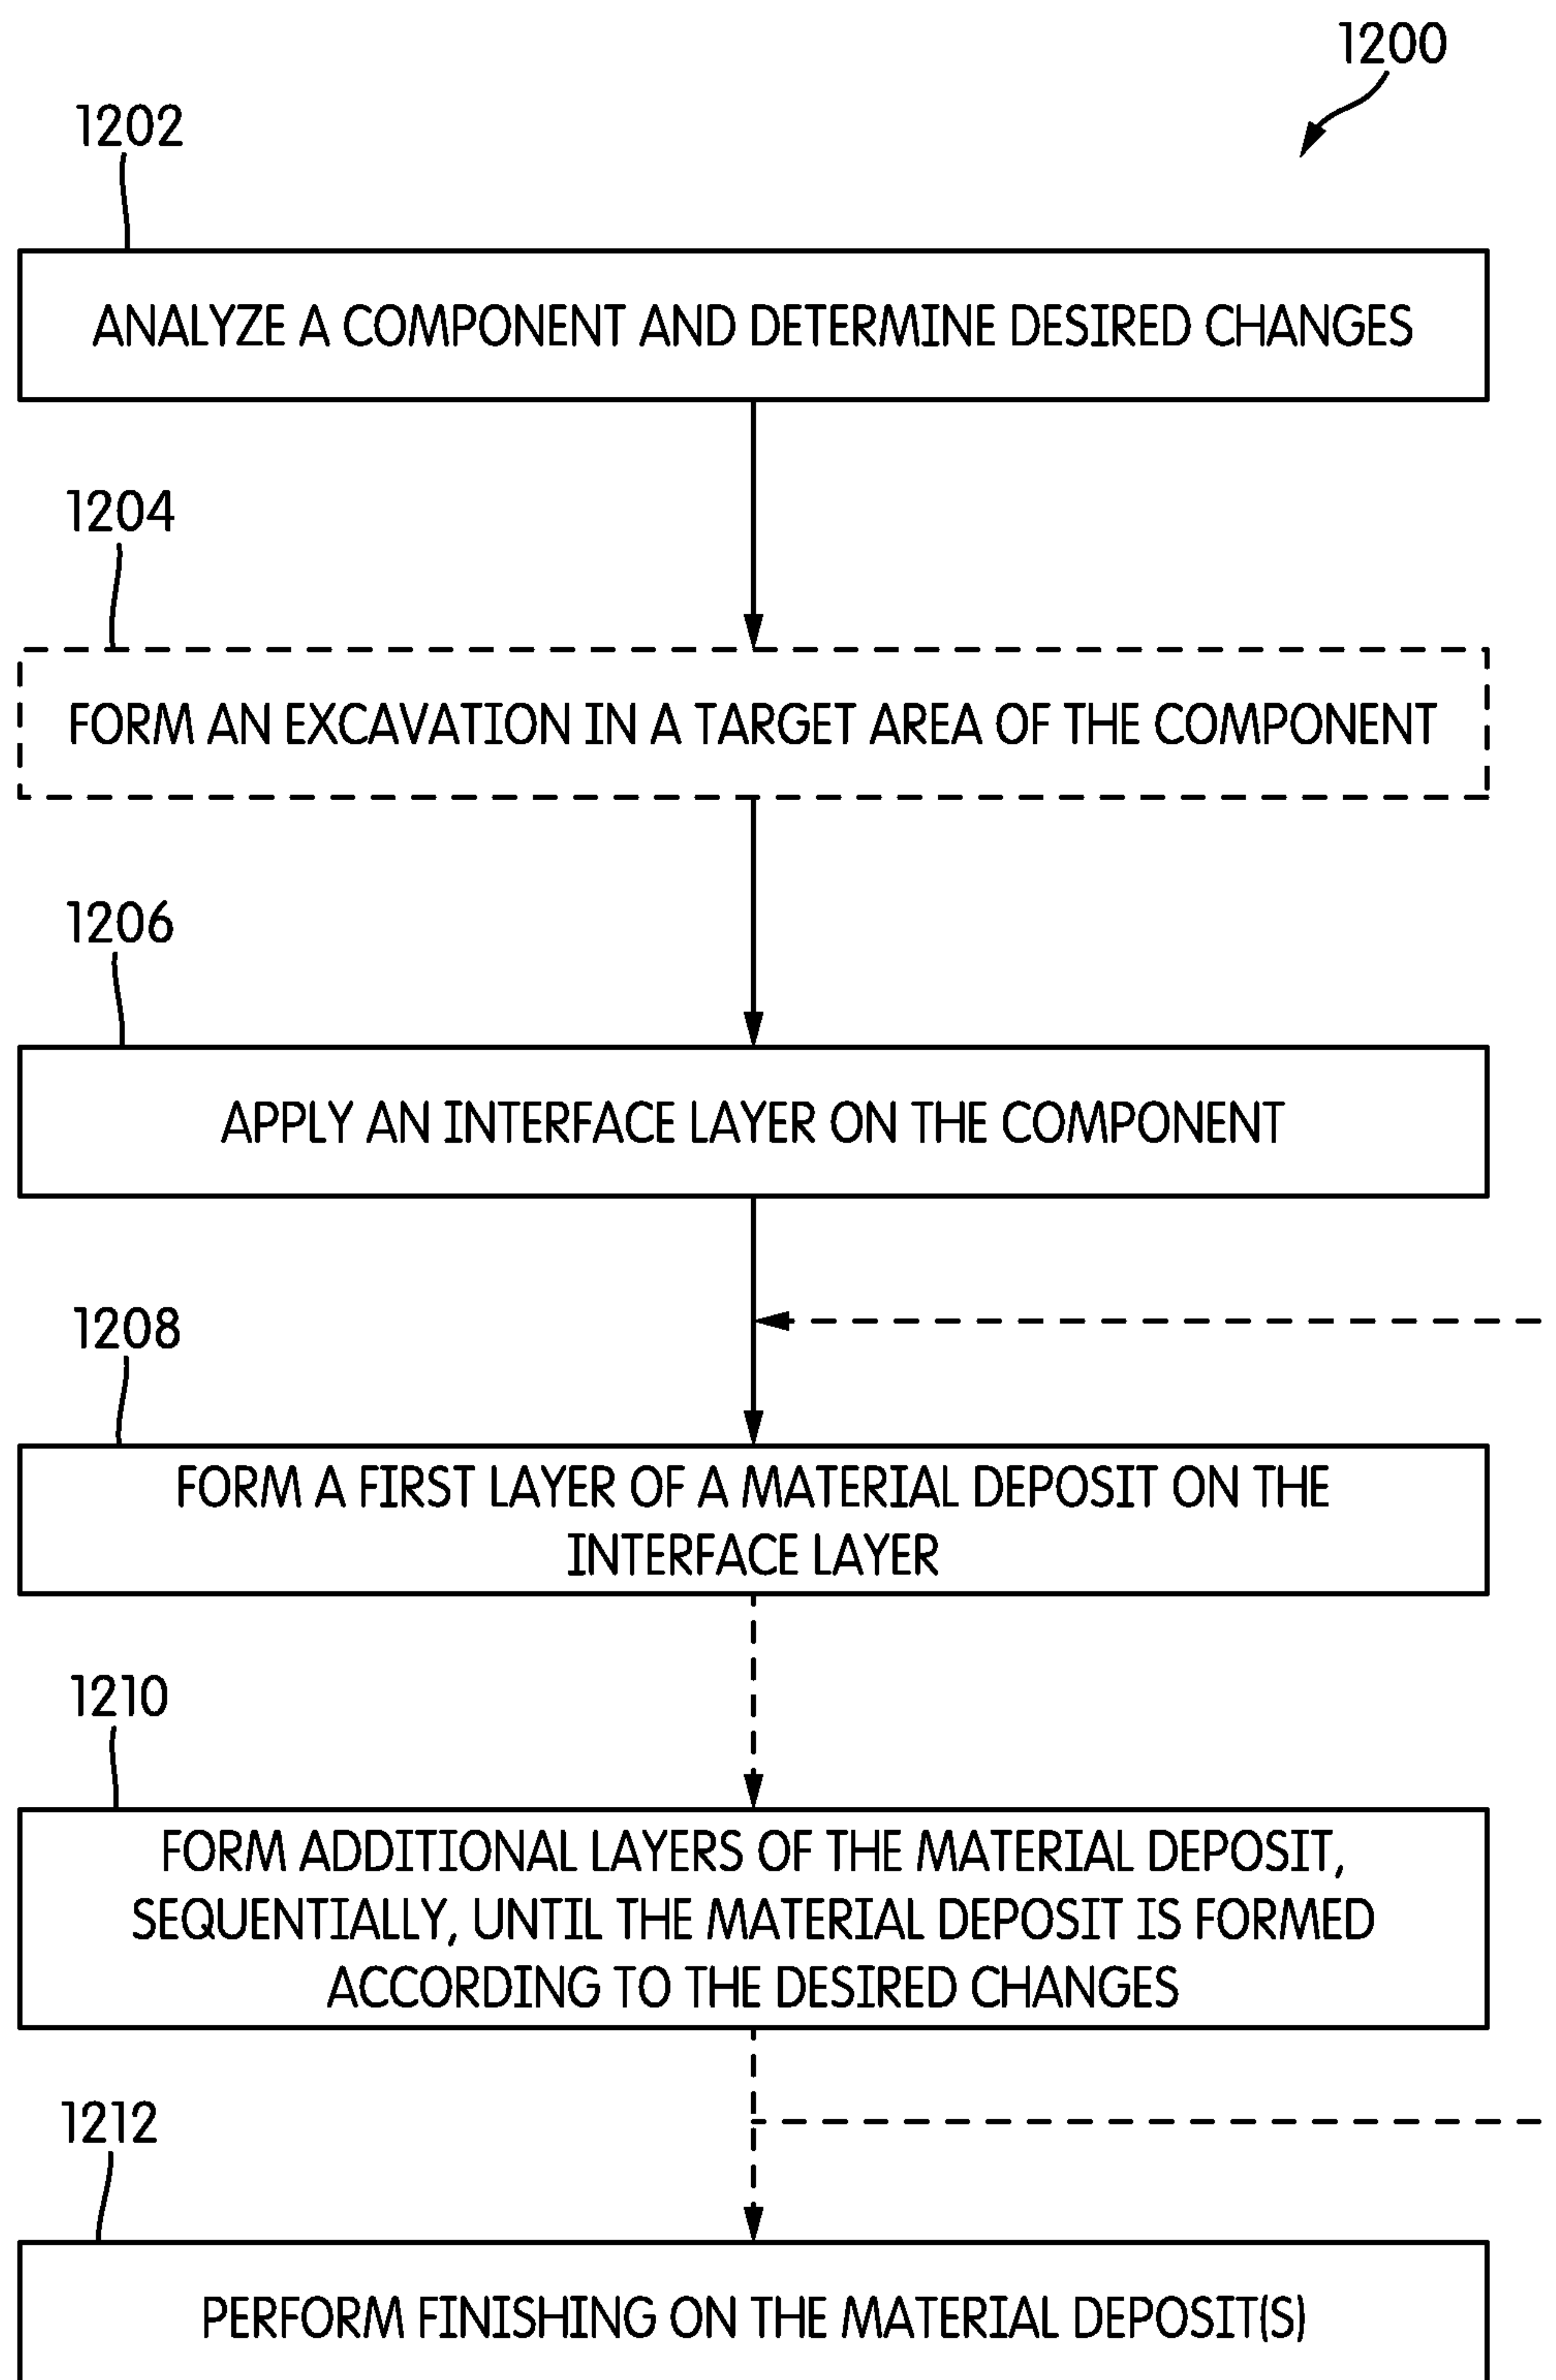 1200
1202
ANALYZE A COMPONENT AND DETERMINE DESIRED CHANGES
1204
FORM AN EXCAVATION IN A TARGET AREA OF THE COMPONENT
1206
APPLY AN INTERFACE LAYER ON THE COMPONENT
1208
FORM A FIRST LAYER OF A MATERIAL DEPOSIT ON THE
INTERFACE LAYER
1210
FORM ADDITIONAL LAYERS OF THE MATERIAL DEPOSIT,
SEQUENTIALLY, UNTIL THE MATERIAL DEPOSIT IS FORMED
ACCORDING TO THE DESIRED CHANGES
1212
PERFORM FINISHING ON THE MATERIAL DEPOSIT(S)